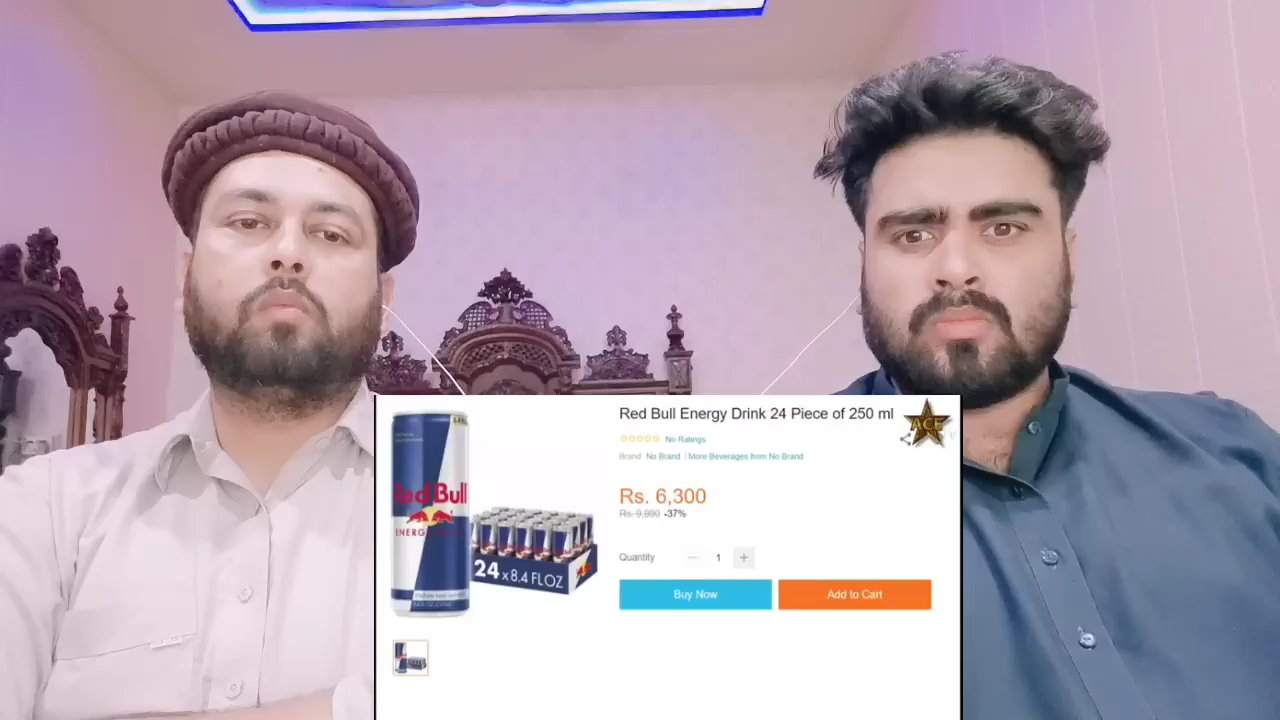 Red Bull Energy Drink 24 Piece of 250 ml
ACE
No Ratings
Brand No Brand | More Beverages from No Brand
Rs. 6,300
Rs. 9,990 -37%
Quantity
1
+
Buy Now
Add to Cart
Red Bull
ENERGY
24 x 8.4 FL OZ